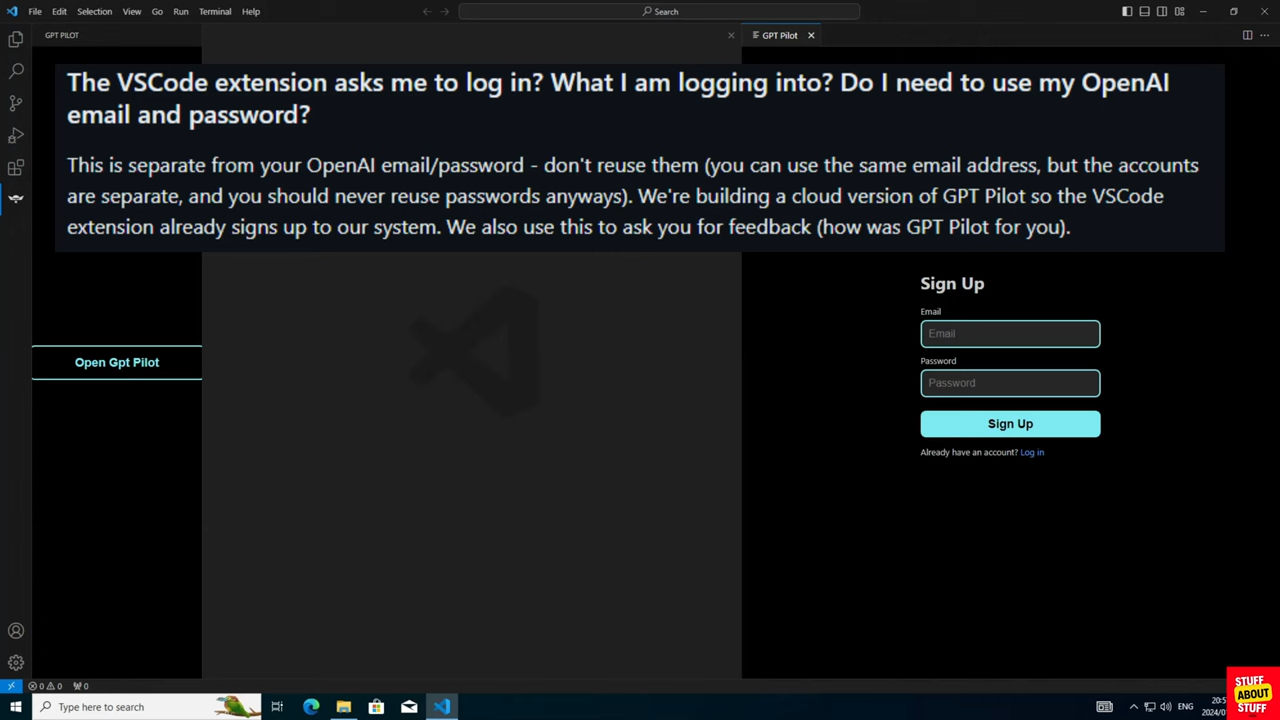 File Edit Selection View Go Run Terminal Help
Search
GPT PILOT
GPT Pilot
The VSCode extension asks me to log in? What I am logging into? Do I need to use my OpenAI
email and password?
This is separate from your OpenAI email/password - don't reuse them (you can use the same email address, but the accounts
are separate, and you should never reuse passwords anyways). We're building a cloud version of GPT Pilot so the VSCode
extension already signs up to our system. We also use this to ask you for feedback (how was GPT Pilot for you).
Sign Up
Email
Email
Open Gpt Pilot
Password
Password
Sign Up
Already have an account? Log in
0 0 0
Type here to search
ENG
STUFF
ABOUT
STUFF